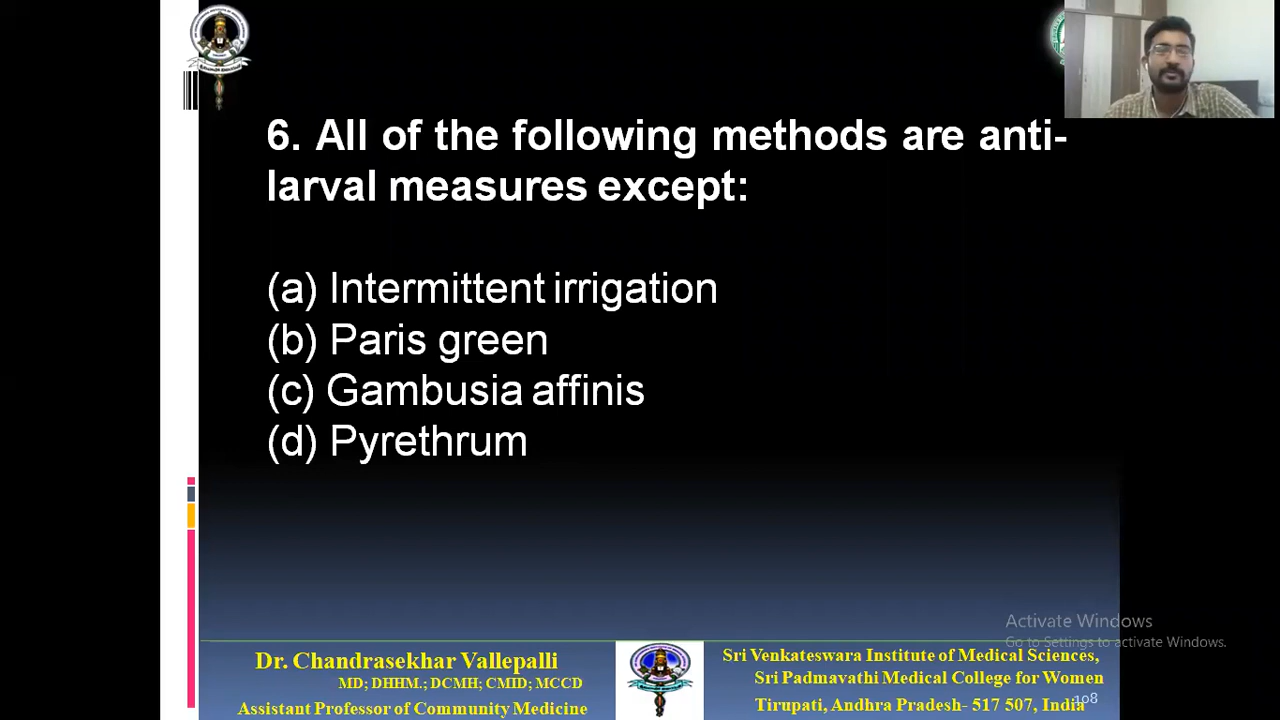 6. All of the following methods are anti-
larval measures except:
(a) Intermittent irrigation
(b) Paris green
(c) Gambusia affinis
(d) Pyrethrum
Activate Windows
Go to Settings to activate Windows.
Dr. Chandrasekhar Vallepalli
MD; DHHM.; DCMH; CMID; MCCD
Assistant Professor of Community Medicine
Sri Venkateswara Institute of Medical Sciences,
Sri Padmavathi Medical College for Women
Tirupati, Andhra Pradesh- 517 507, India
108